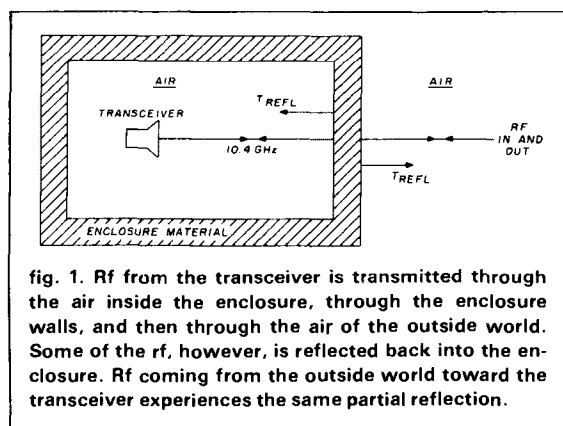 AIR
AIR
TRANSCEIVER
TREFL
10.4 GHz
RF
IN AND
OUT
TREFL
ENCLOSURE MATERIAL
fig. 1. Rf from the transceiver is transmitted through
the air inside the enclosure, through the enclosure
walls, and then through the air of the outside world.
Some of the rf, however, is reflected back into the en-
closure. Rf coming from the outside world toward the
transceiver experiences the same partial reflection.